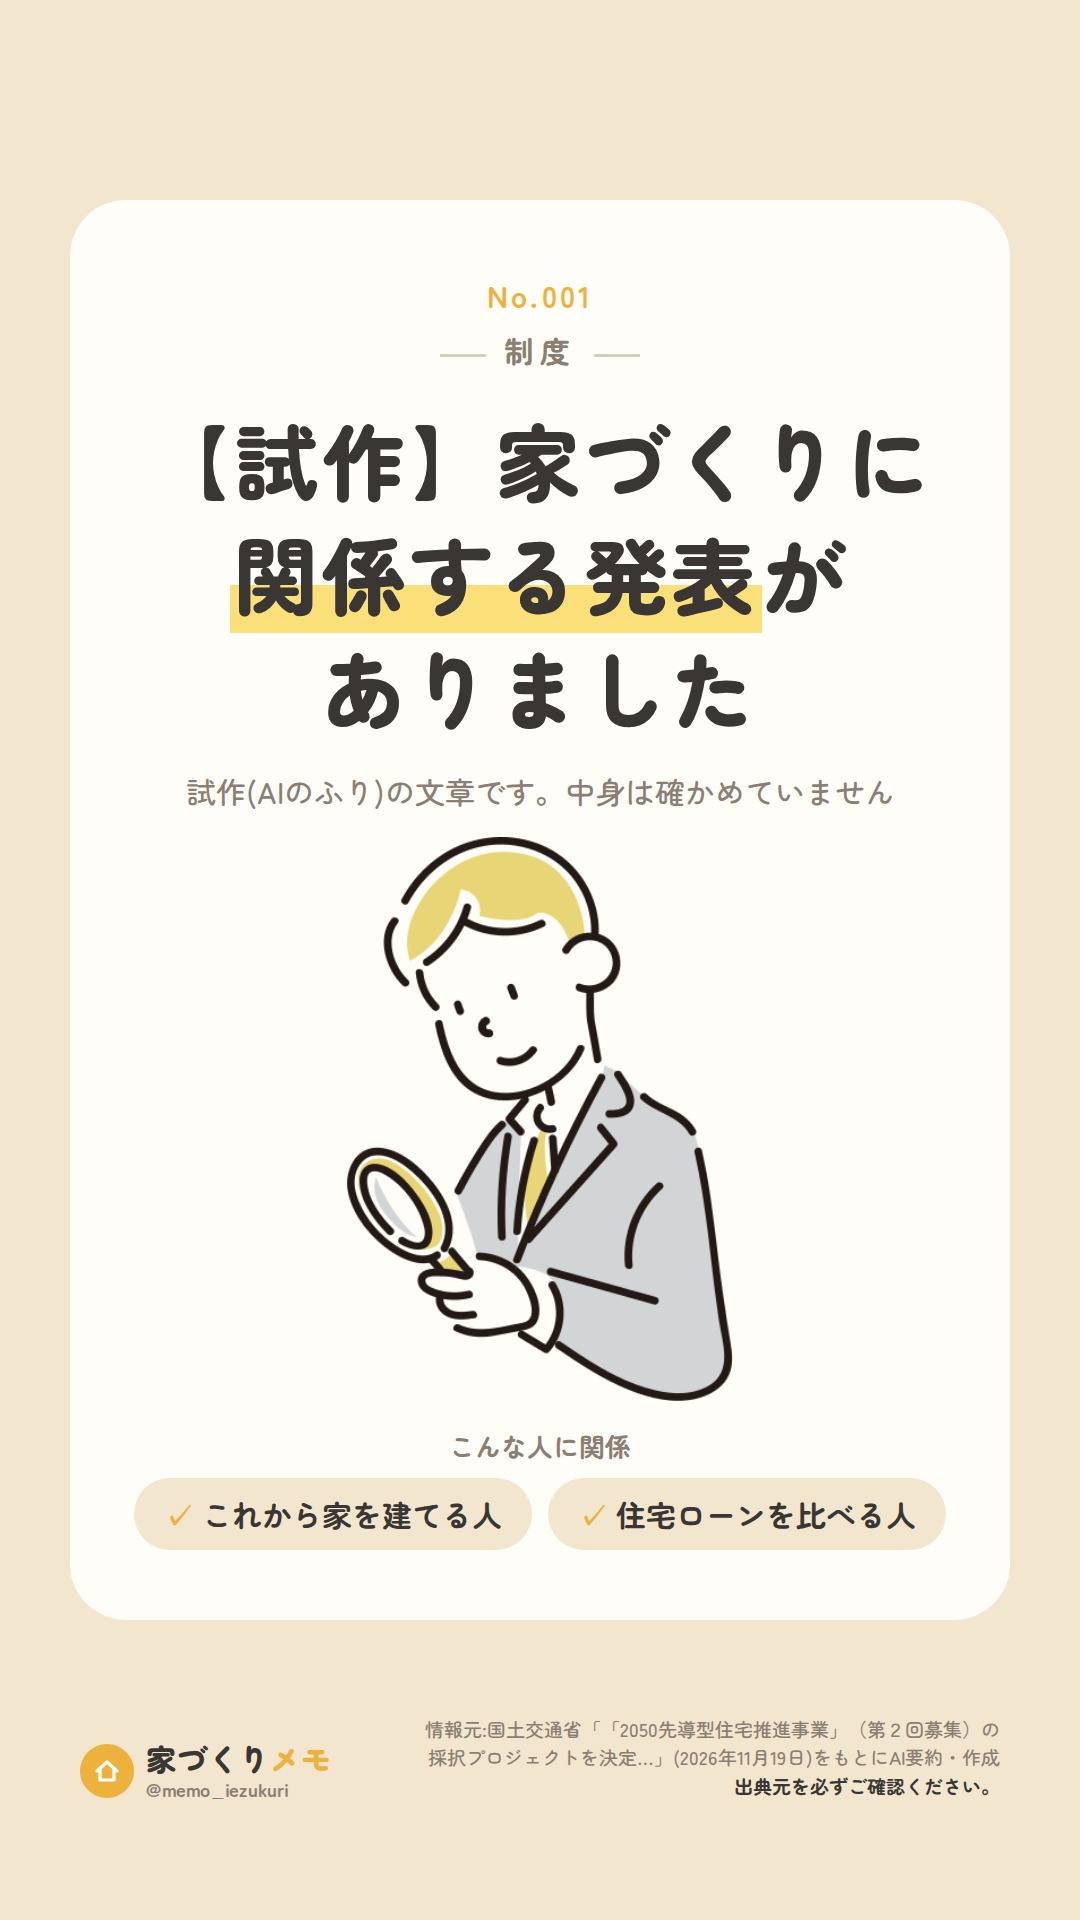 No.001
制度
【試作】家づくりに
関係する発表が
ありました
試作(AIのふり)の文章です。中身は確かめていません
こんな人に関係
✓ これから家を建てる人
✓ 住宅ローンを比べる人
家づくりメモ
@memo_iezukuri
情報元:国土交通省「「2050先導型住宅推進事業」（第２回募集）の
採択プロジェクトを決定…」(2026年11月19日)をもとにAI要約・作成
出典元を必ずご確認ください。